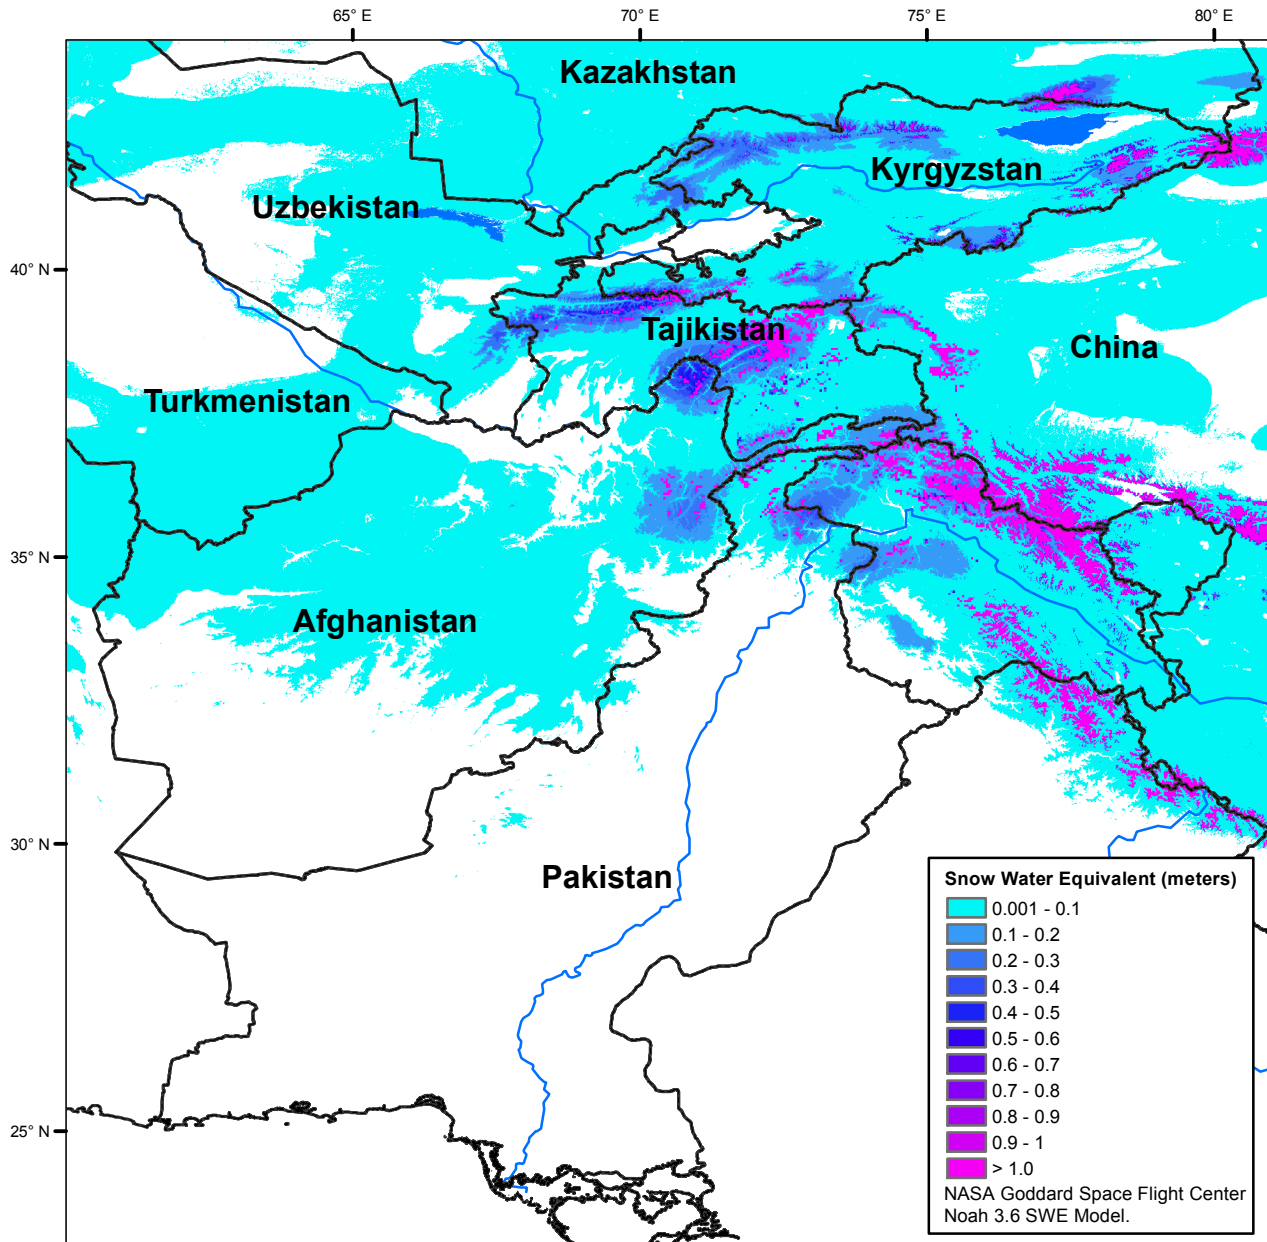 65° E
70° E
75° E
80° E
Kazakhstan
Kyrgyzstan
Uzbekistan
40° N
Tajikistan
China
Turkmenistan
35° N
Afghanistan
30° N
Pakistan
25° N
Snow Water Equivalent (meters)
0.001 - 0.1
0.1 - 0.2
0.2 - 0.3
0.3 - 0.4
0.4 - 0.5
0.5 - 0.6
0.6 - 0.7
0.7 - 0.8
0.8 - 0.9
0.9 - 1
> 1.0
NASA Goddard Space Flight Center
Noah 3.6 SWE Model.